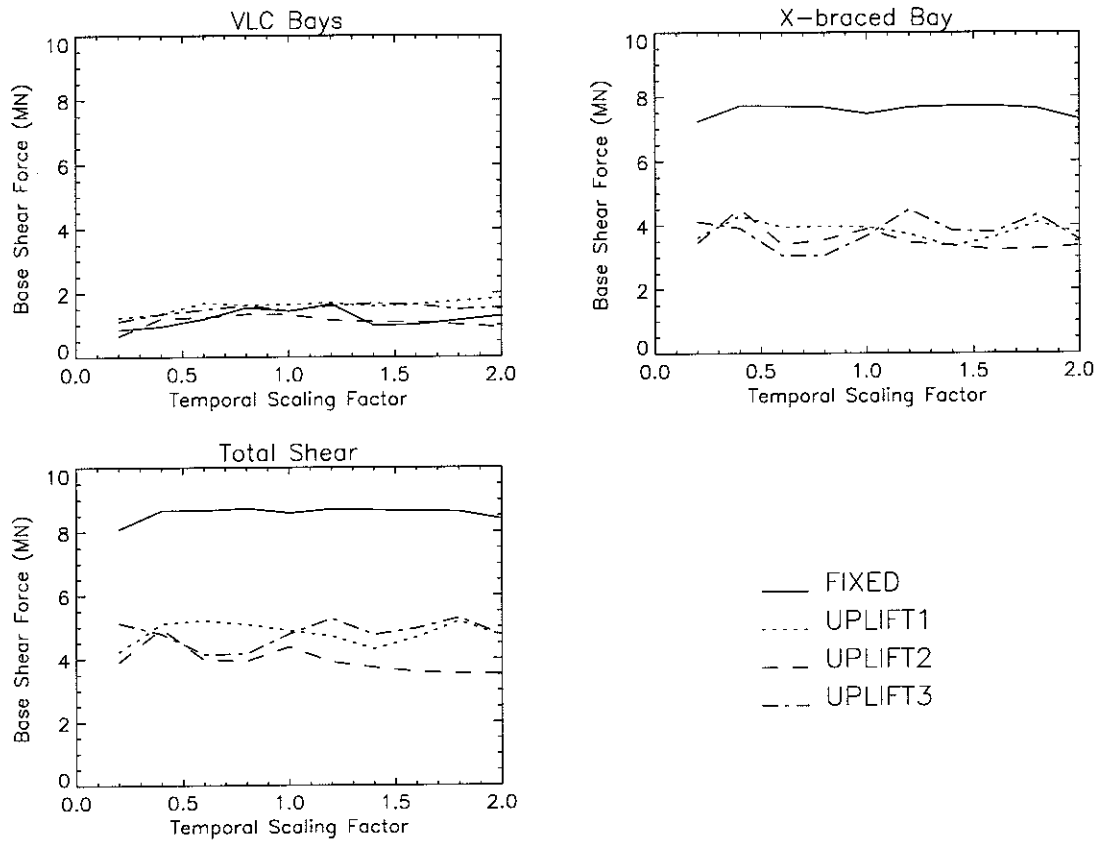 VLC Bays
10
8
6
4
2
0
Base Shear Force (MN)
0.0 0.5 1.0 1.5 2.0
Temporal Scaling Factor
X-braced Bay
10
8
6
4
2
0
Base Shear Force (MN)
0.0 0.5 1.0 1.5 2.0
Temporal Scaling Factor
Total Shear
10
8
6
4
2
0
Base Shear Force (MN)
0.0 0.5 1.0 1.5 2.0
Temporal Scaling Factor
FIXED
UPLIFT1
UPLIFT2
UPLIFT3